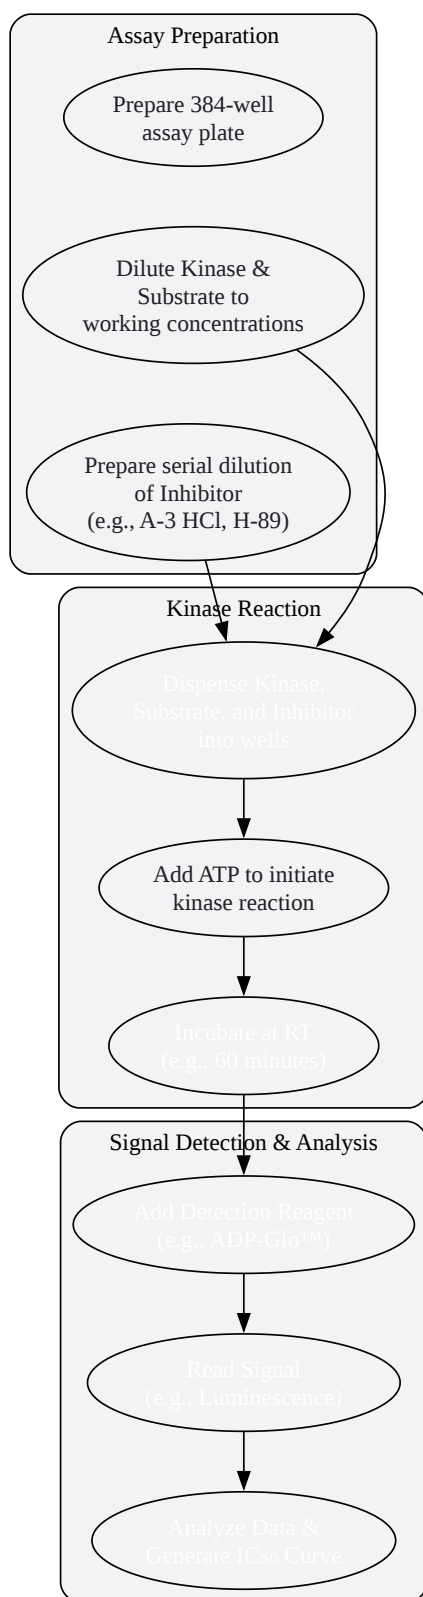 Assay Preparation
Prepare 384-well
assay plate
Dilute Kinase &
Substrate to
working concentrations
Prepare serial dilution
of Inhibitor
(e.g., A-3 HCl, H-89)
Kinase Reaction
Dispense Kinase,
Substrate, and Inhibitor
into wells
Add ATP to initiate
kinase reaction
Incubate at RT
(e.g., 60 minutes)
Signal Detection & Analysis
Add Detection Reagent
(e.g., ADP-Glo™)
Read Signal
(e.g., Luminescence)
Analyze Data &
Generate IC₅₀ Curve